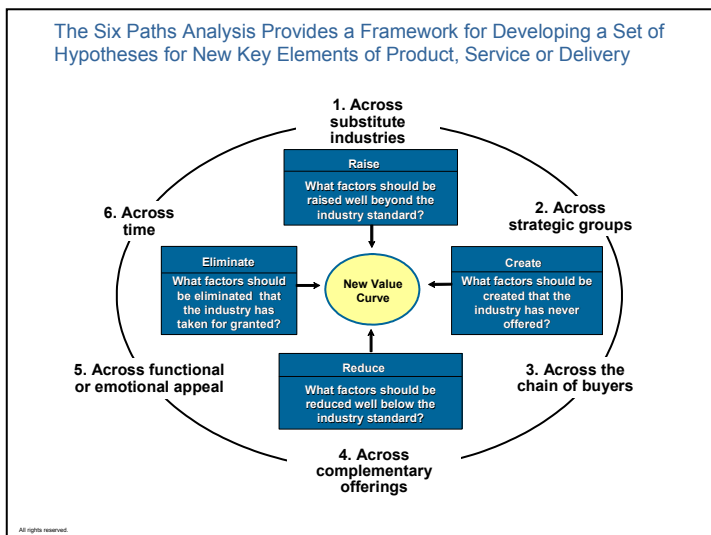 The Six Paths Analysis Provides a Framework for Developing a Set of
Hypotheses for New Key Elements of Product, Service or Delivery
1. Across
substitute
industries
Raise
What factors should be
raised well beyond the
industry standard?
6. Across
time
2. Across
strategic groups
Eliminate
What factors should
be eliminated that
the industry has
taken for granted?
New Value
Curve
Create
What factors should be
created that the
industry has never
offered?
5. Across functional
or emotional appeal
Reduce
What factors should be
reduced well below the
industry standard?
3. Across the
chain of buyers
4. Across
complementary
offerings
All rights reserved.